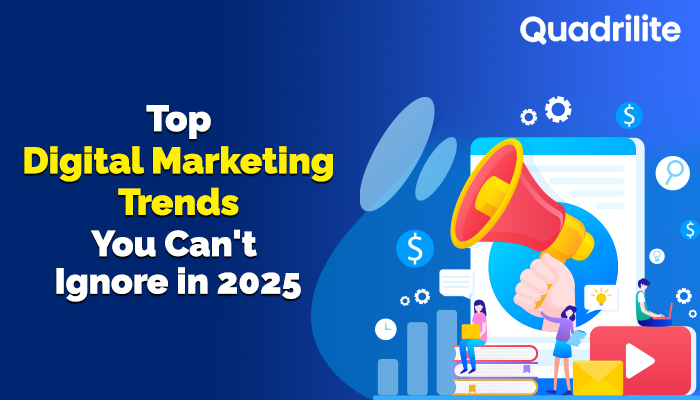 Quadrilite
Top
Digital Marketing
Trends
You Can't
Ignore in 2025